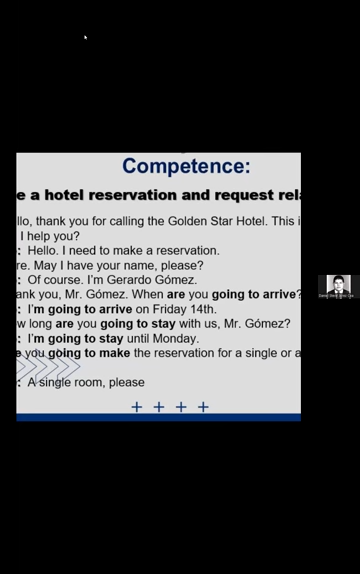 Competence:
e a hotel reservation and request rel
llo, thank you for calling the Golden Star Hotel. This i
I help you?
: Hello. I need to make a reservation.
re. May I have your name, please?
: Of course. I'm Gerardo Gómez.
ank you, Mr. Gómez. When are you going to arrive?
: I'm going to arrive on Friday 14th.
w long are you going to stay with us, Mr. Gómez?
: I'm going to stay until Monday.
e you going to make the reservation for a single or a
: A single room, please
+ + + +